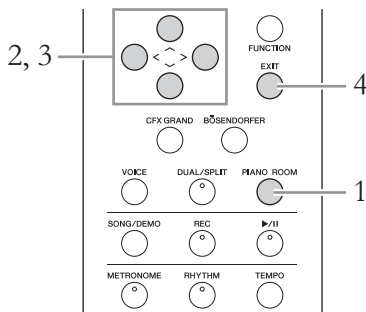 2, 3
FUNCTION
EXIT
4
CFX GRAND BÖSENDORFER
VOICE DUAL/SPLIT PIANO ROOM
1
SONG/DEMO REC ►/II
METRONOME RHYTHM TEMPO